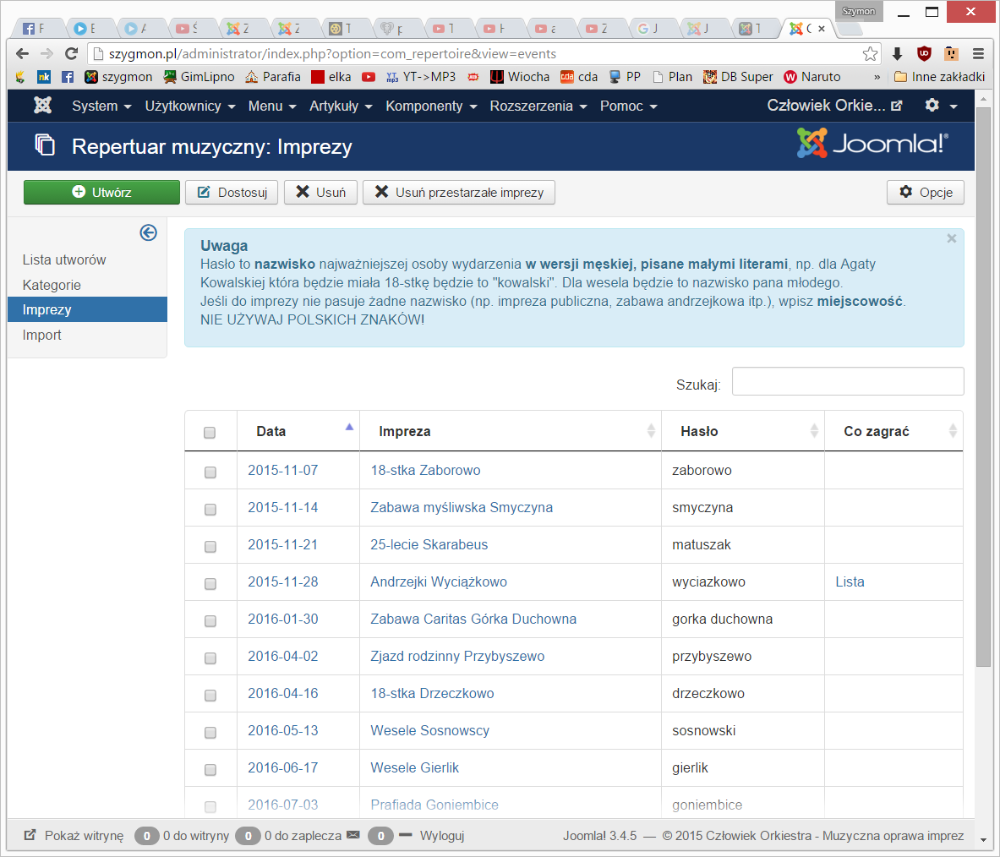 Szymon
F
E
A
Ś
Z
Z
T
p
T
H
a
Z
J
J
T
C
szygmon.pl/administrator/index.php?option=com_repertoire&view=events
nk szygmon GimLipno Parafia elka YT->MP3 Wiocha cda PP Plan DB Super Naruto » Inne zakładki
System Użytkownicy Menu Artykuły Komponenty Rozszerzenia Pomoc Człowiek Orkie...
Repertuar muzyczny: Imprezy Joomla!®
Utwórz Dostosuj Usuń Usuń przestarzałe imprezy Opcje
Lista utworów
Kategorie
Imprezy
Import
Uwaga
Hasło to nazwisko najważniejszej osoby wydarzenia w wersji męskiej, pisane małymi literami, np. dla Agaty
Kowalskiej która będzie miała 18-stkę będzie to "kowalski". Dla wesela będzie to nazwisko pana młodego.
Jeśli do imprezy nie pasuje żadne nazwisko (np. impreza publiczna, zabawa andrzejkowa itp.), wpisz miejscowość.
NIE UŻYWAJ POLSKICH ZNAKÓW!
Szukaj:
Data Impreza Hasło Co zagrać
2015-11-07 18-stka Zaborowo zaborowo
2015-11-14 Zabawa myśliwska Smyczyna smyczyna
2015-11-21 25-lecie Skarabeus matuszak
2015-11-28 Andrzejki Wyciążkowo wyciazkowo Lista
2016-01-30 Zabawa Caritas Górka Duchowna gorka duchowna
2016-04-02 Zjazd rodzinny Przybyszewo przybyszewo
2016-04-16 18-stka Drzeczkowo drzeczkowo
2016-05-13 Wesele Sosnowscy sosnowski
2016-06-17 Wesele Gierlik gierlik
2016-07-03 Prafiada Goniembice goniembice
Pokaż witrynę 0 0 do witryny 0 0 do zaplecza 0 Wyloguj Joomla! 3.4.5 — © 2015 Człowiek Orkiestra - Muzyczna oprawa imprez